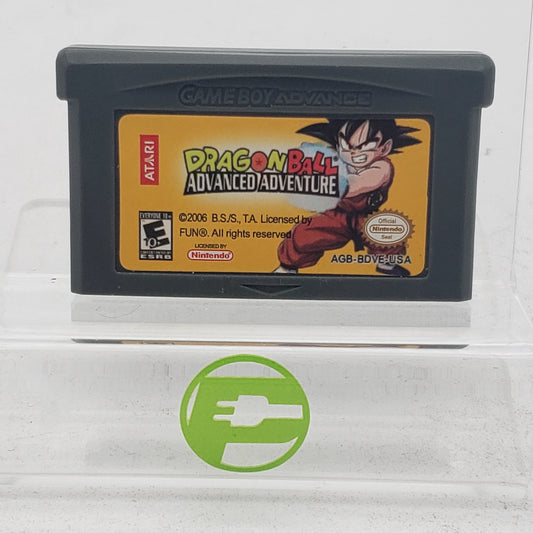 GAME BOY ADVANCE
ATARI
DRAGON BALL
ADVANCED ADVENTURE
©2006 B.S./S., T.A. Licensed by
FUN®. All rights reserved
EVERYONE 10+
E
10+
ESRB
LICENSED BY
Nintendo
Official
Nintendo
Seal
AGB-BDVE-USA